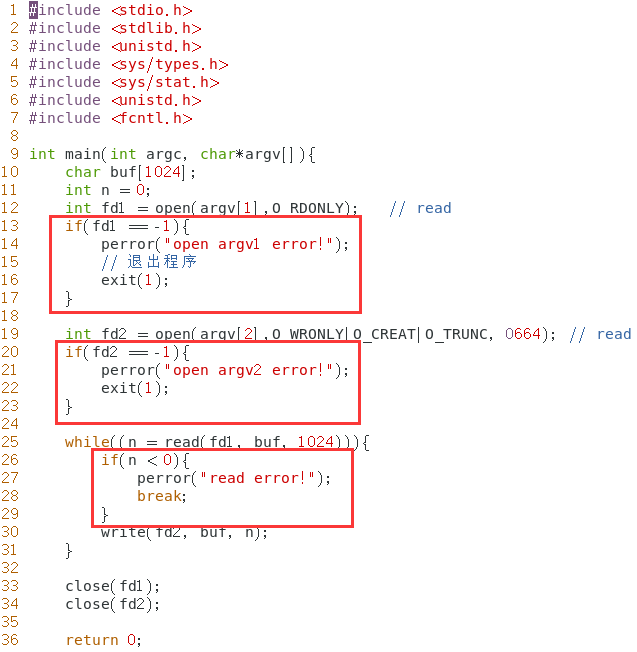 1 #include <stdio.h>
2 #include <stdlib.h>
3 #include <unistd.h>
4 #include <sys/types.h>
5 #include <sys/stat.h>
6 #include <unistd.h>
7 #include <fcntl.h>
8
9 int main(int argc, char*argv[]){
10     char buf[1024];
11     int n = 0;
12     int fd1 = open(argv[1],O_RDONLY);   // read
13     if(fd1 ==-1){
14         perror("open argv1 error!");
15         // 退出程序
16         exit(1);
17     }
18
19     int fd2 = open(argv[2],O_WRONLY|O_CREAT|O_TRUNC, 0664); // read
20     if(fd2 ==-1){
21         perror("open argv2 error!");
22         exit(1);
23     }
24
25     while((n = read(fd1, buf, 1024))){
26         if(n <0){
27             perror("read error!");
28             break;
29         }
30         write(fd2, buf, n);
31     }
32
33     close(fd1);
34     close(fd2);
35
36     return 0;